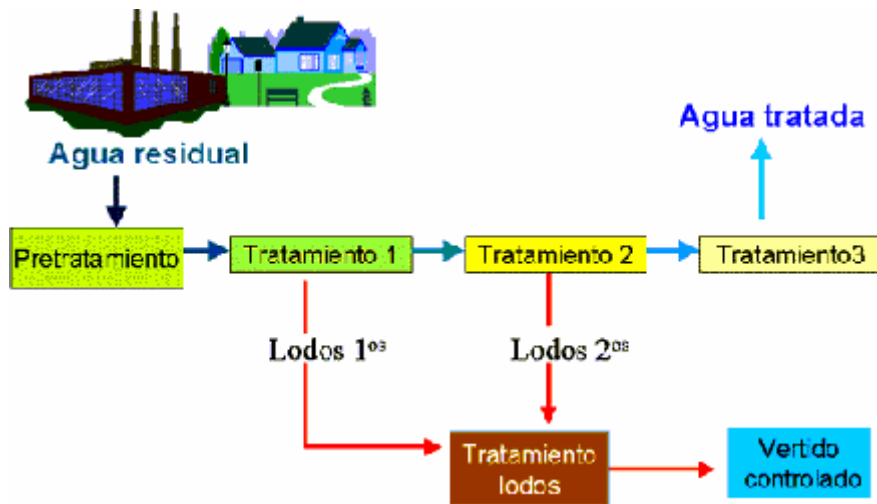 Agua residual
Agua tratada
Pretratamiento
Tratamiento 1
Tratamiento 2
Tratamiento3
Lodos 1ºs
Lodos 2ºs
Tratamiento
lodos
Vertido
controlado